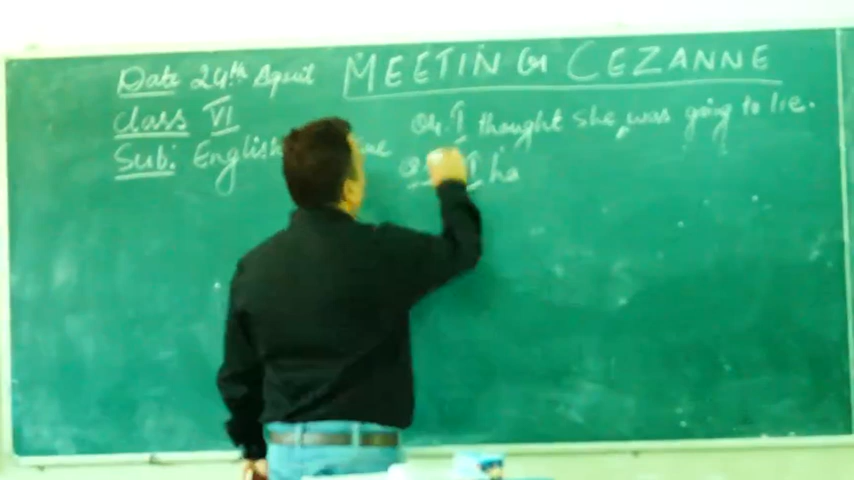 Date 24th April MEETING CEZANNE
Class VI
Q4. I thought she was going to lie.
Sub: English
I ha